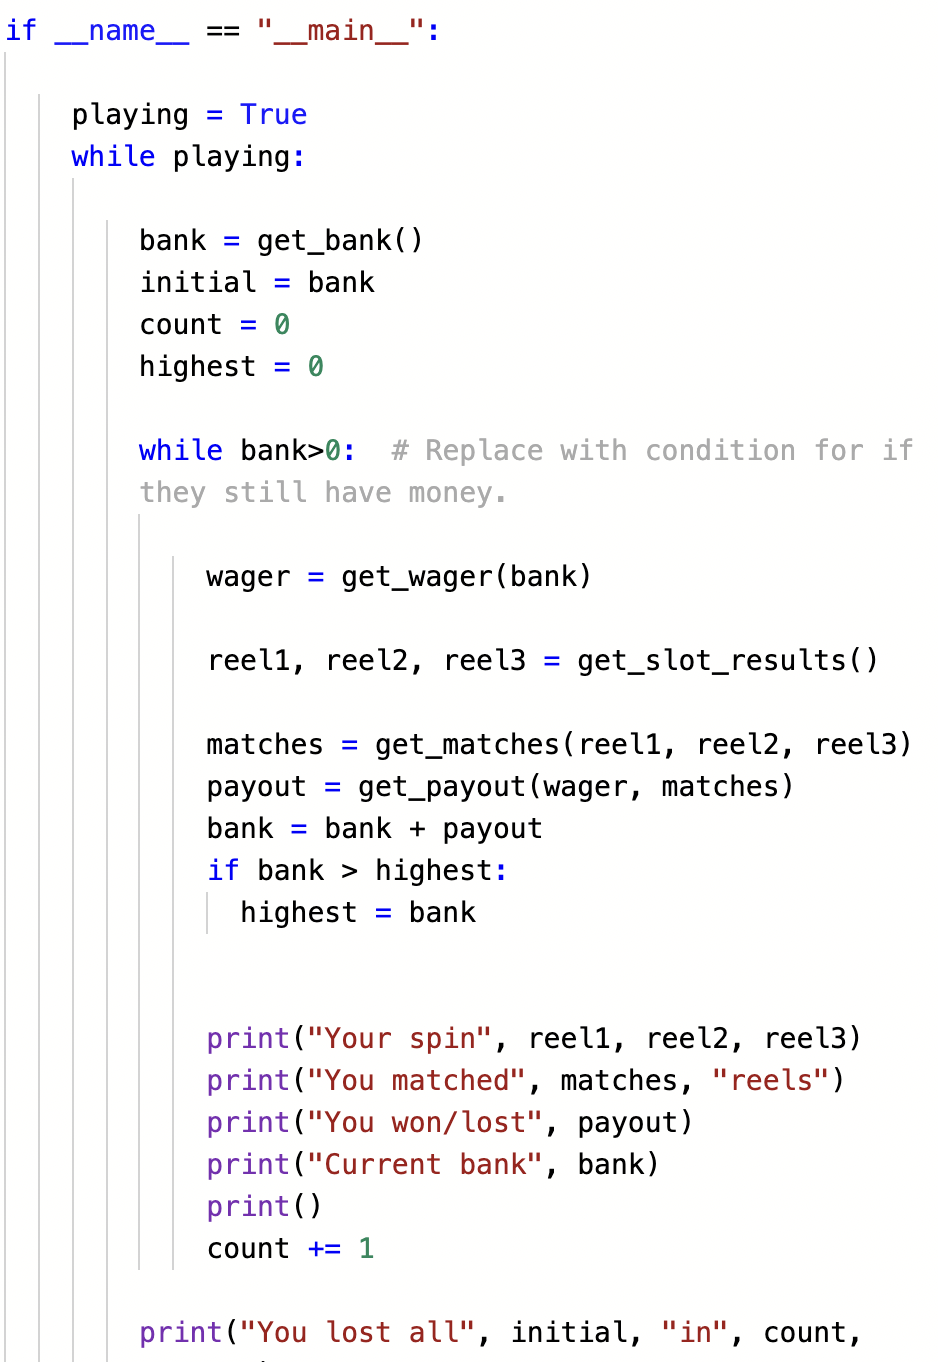 if __name__ == "__main__":
playing = True
while playing:
bank = get_bank()
initial = bank
count = 0
highest = 0
while bank>0:  # Replace with condition for if
they still have money.
wager = get_wager(bank)
reel1, reel2, reel3 = get_slot_results()
matches = get_matches(reel1, reel2, reel3)
payout = get_payout(wager, matches)
bank = bank + payout
if bank > highest:
highest = bank
print("Your spin", reel1, reel2, reel3)
print("You matched", matches, "reels")
print("You won/lost", payout)
print("Current bank", bank)
print()
count += 1
print("You lost all", initial, "in", count,